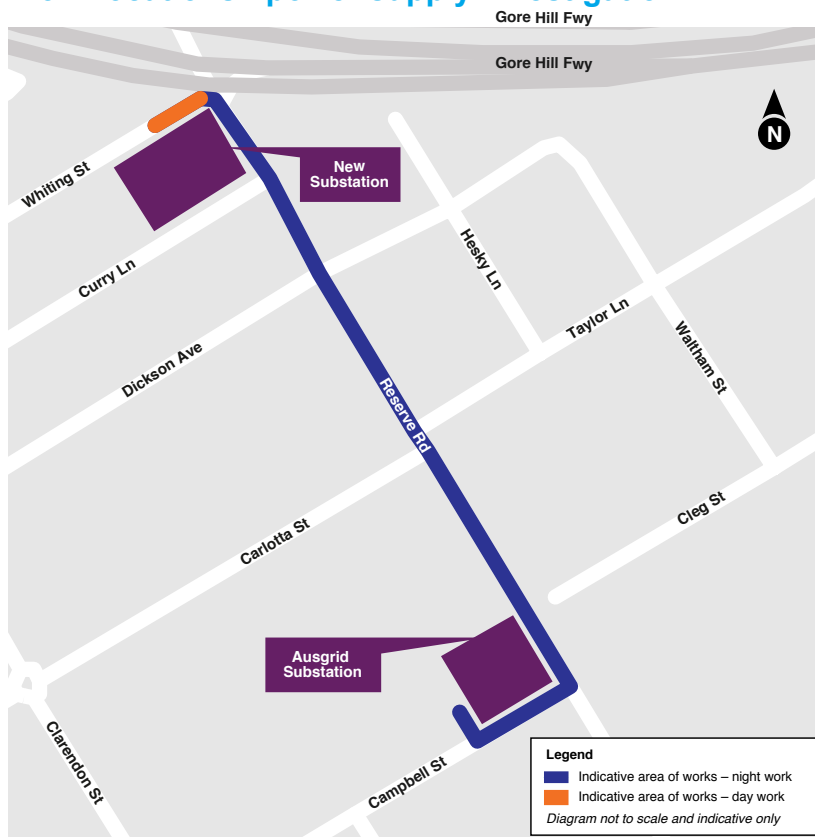 Gore Hill Fwy
Gore Hill Fwy
N
Whiting St
New
Substation
Curry Ln
Hesky Ln
Taylor Ln
Dickson Ave
Waltham St
Reserve Rd
Carlotta St
Cleg St
Ausgrid
Substation
Clarendon St
Campbell St
Legend
Indicative area of works – night work
Indicative area of works – day work
Diagram not to scale and indicative only